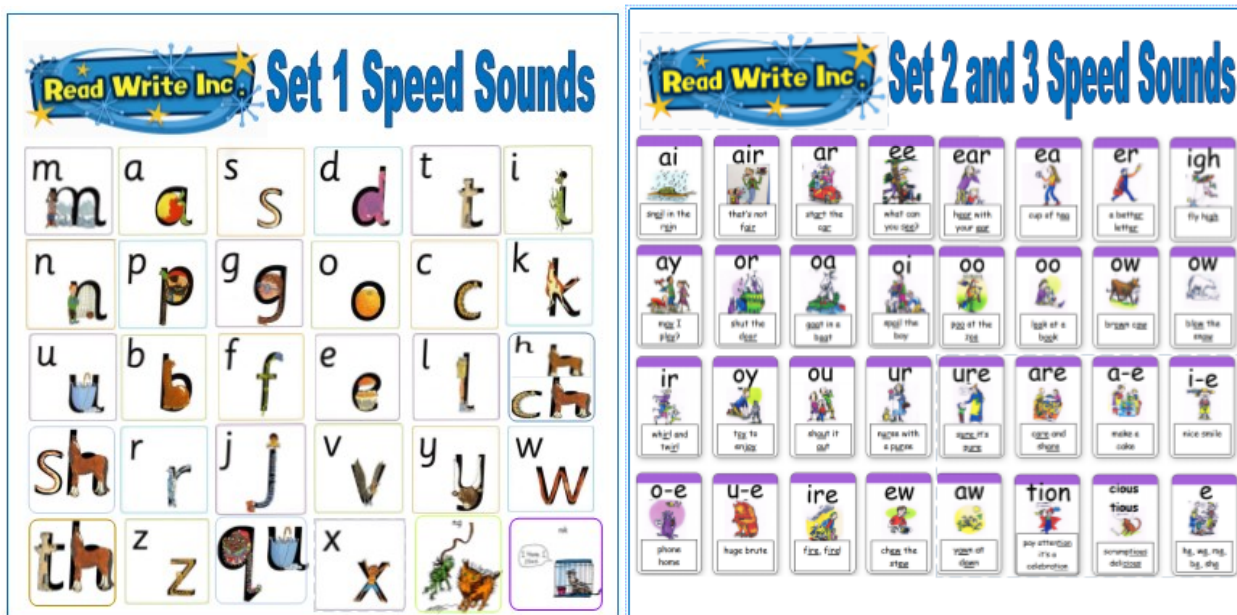 Read Write Inc.
Set 1 Speed Sounds
m a s d t i
m a s d t i
n p g o c k
n p g o c k
u b f e l h
u b f e l ch
r j v y w
sh r j v y w
z x ng nk
I think I stink
th z qu x
Read Write Inc.
Set 2 and 3 Speed Sounds
ai air ar ee ear ea er igh
snail in the rain
that's not fair
start the car
what can you see?
hear with your ear
cup of tea
a better letter
fly high
ay or oa oi oo oo ow ow
may I play?
shut the door
goat in a boat
spoil the boy
poo at the zoo
look at a book
brown cow
blow the snow
ir oy ou ur ure are a-e i-e
whirl and twirl
toy to enjoy
shout it out
nurse with a purse
sure it's pure
care and share
make a cake
nice smile
o-e u-e ire ew aw tion cious tious e
phone home
huge brute
fire, fire!
chew the stew
yawn at dawn
pay attention it's a celebration
scrumptious delicious
he, we, me, be, she